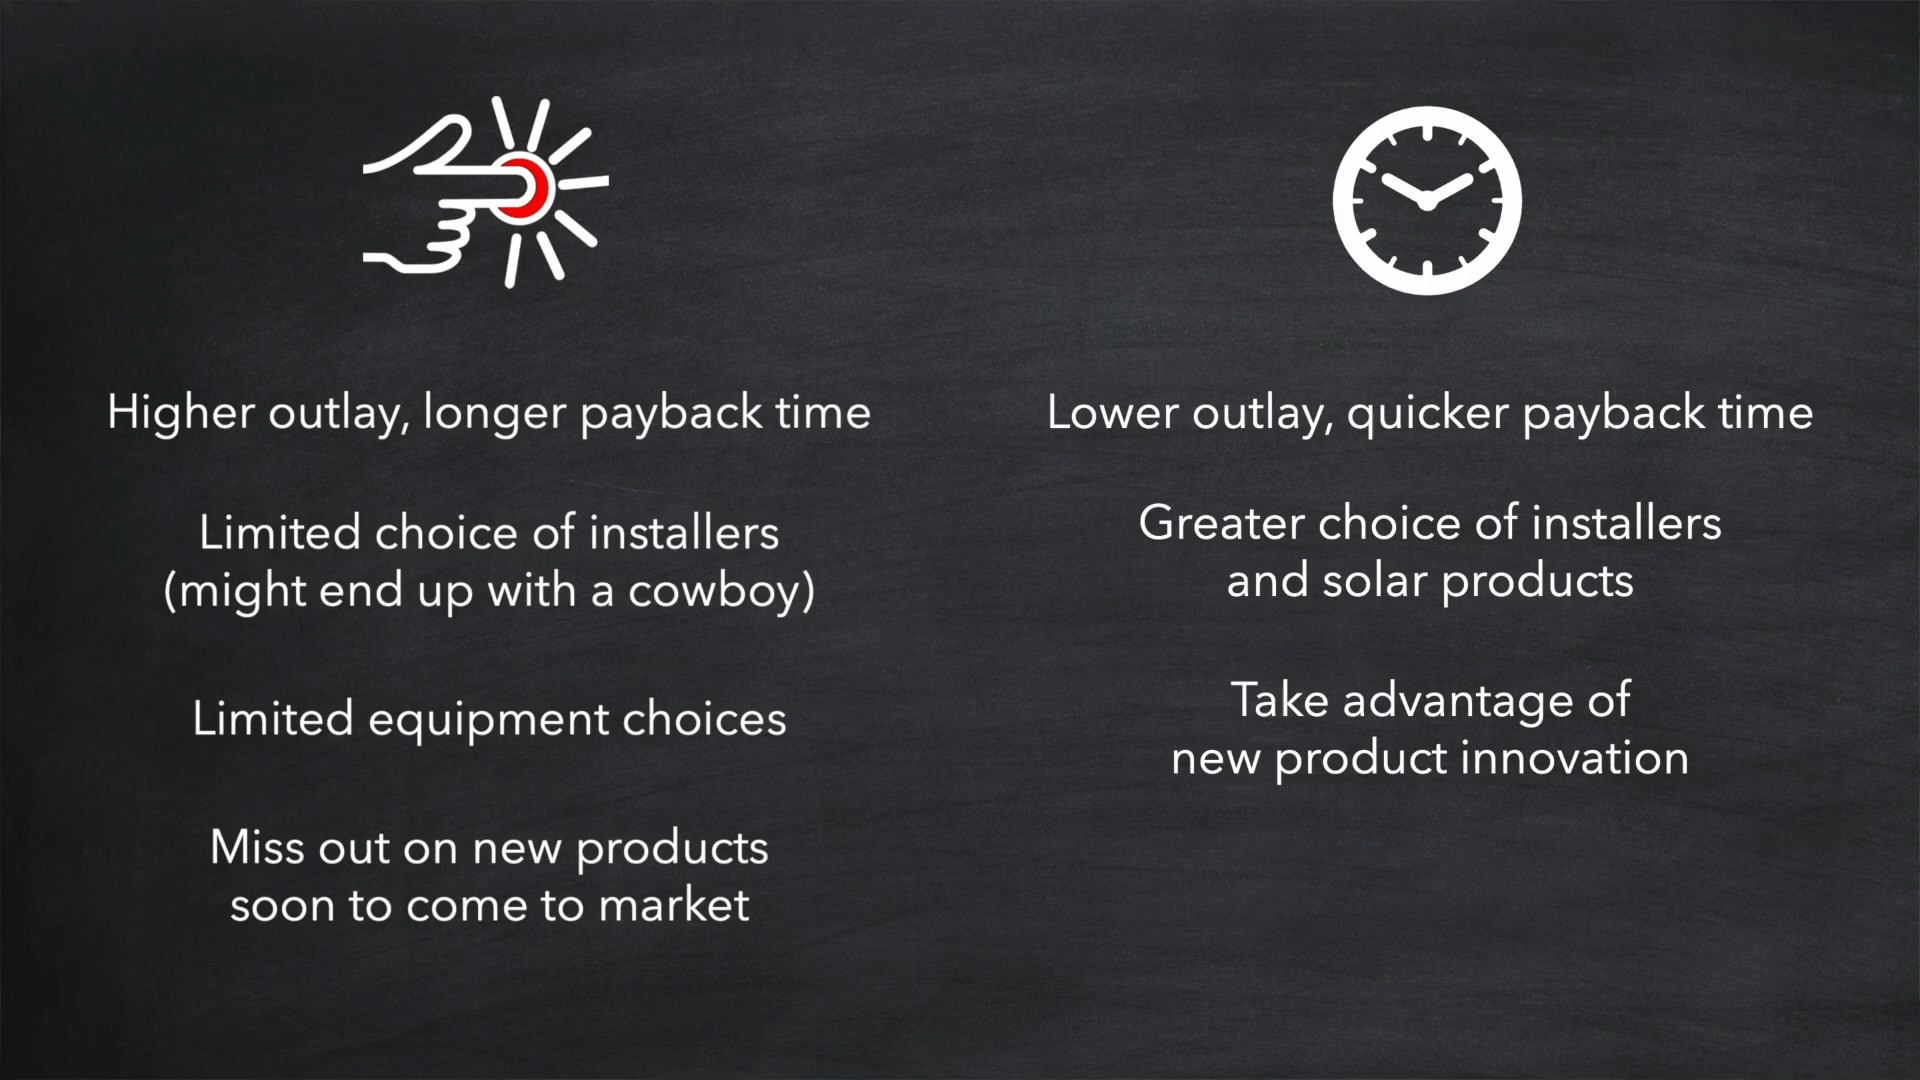 Higher outlay, longer payback time
Limited choice of installers
(might end up with a cowboy)
Limited equipment choices
Miss out on new products
soon to come to market
Lower outlay, quicker payback time
Greater choice of installers
and solar products
Take advantage of
new product innovation